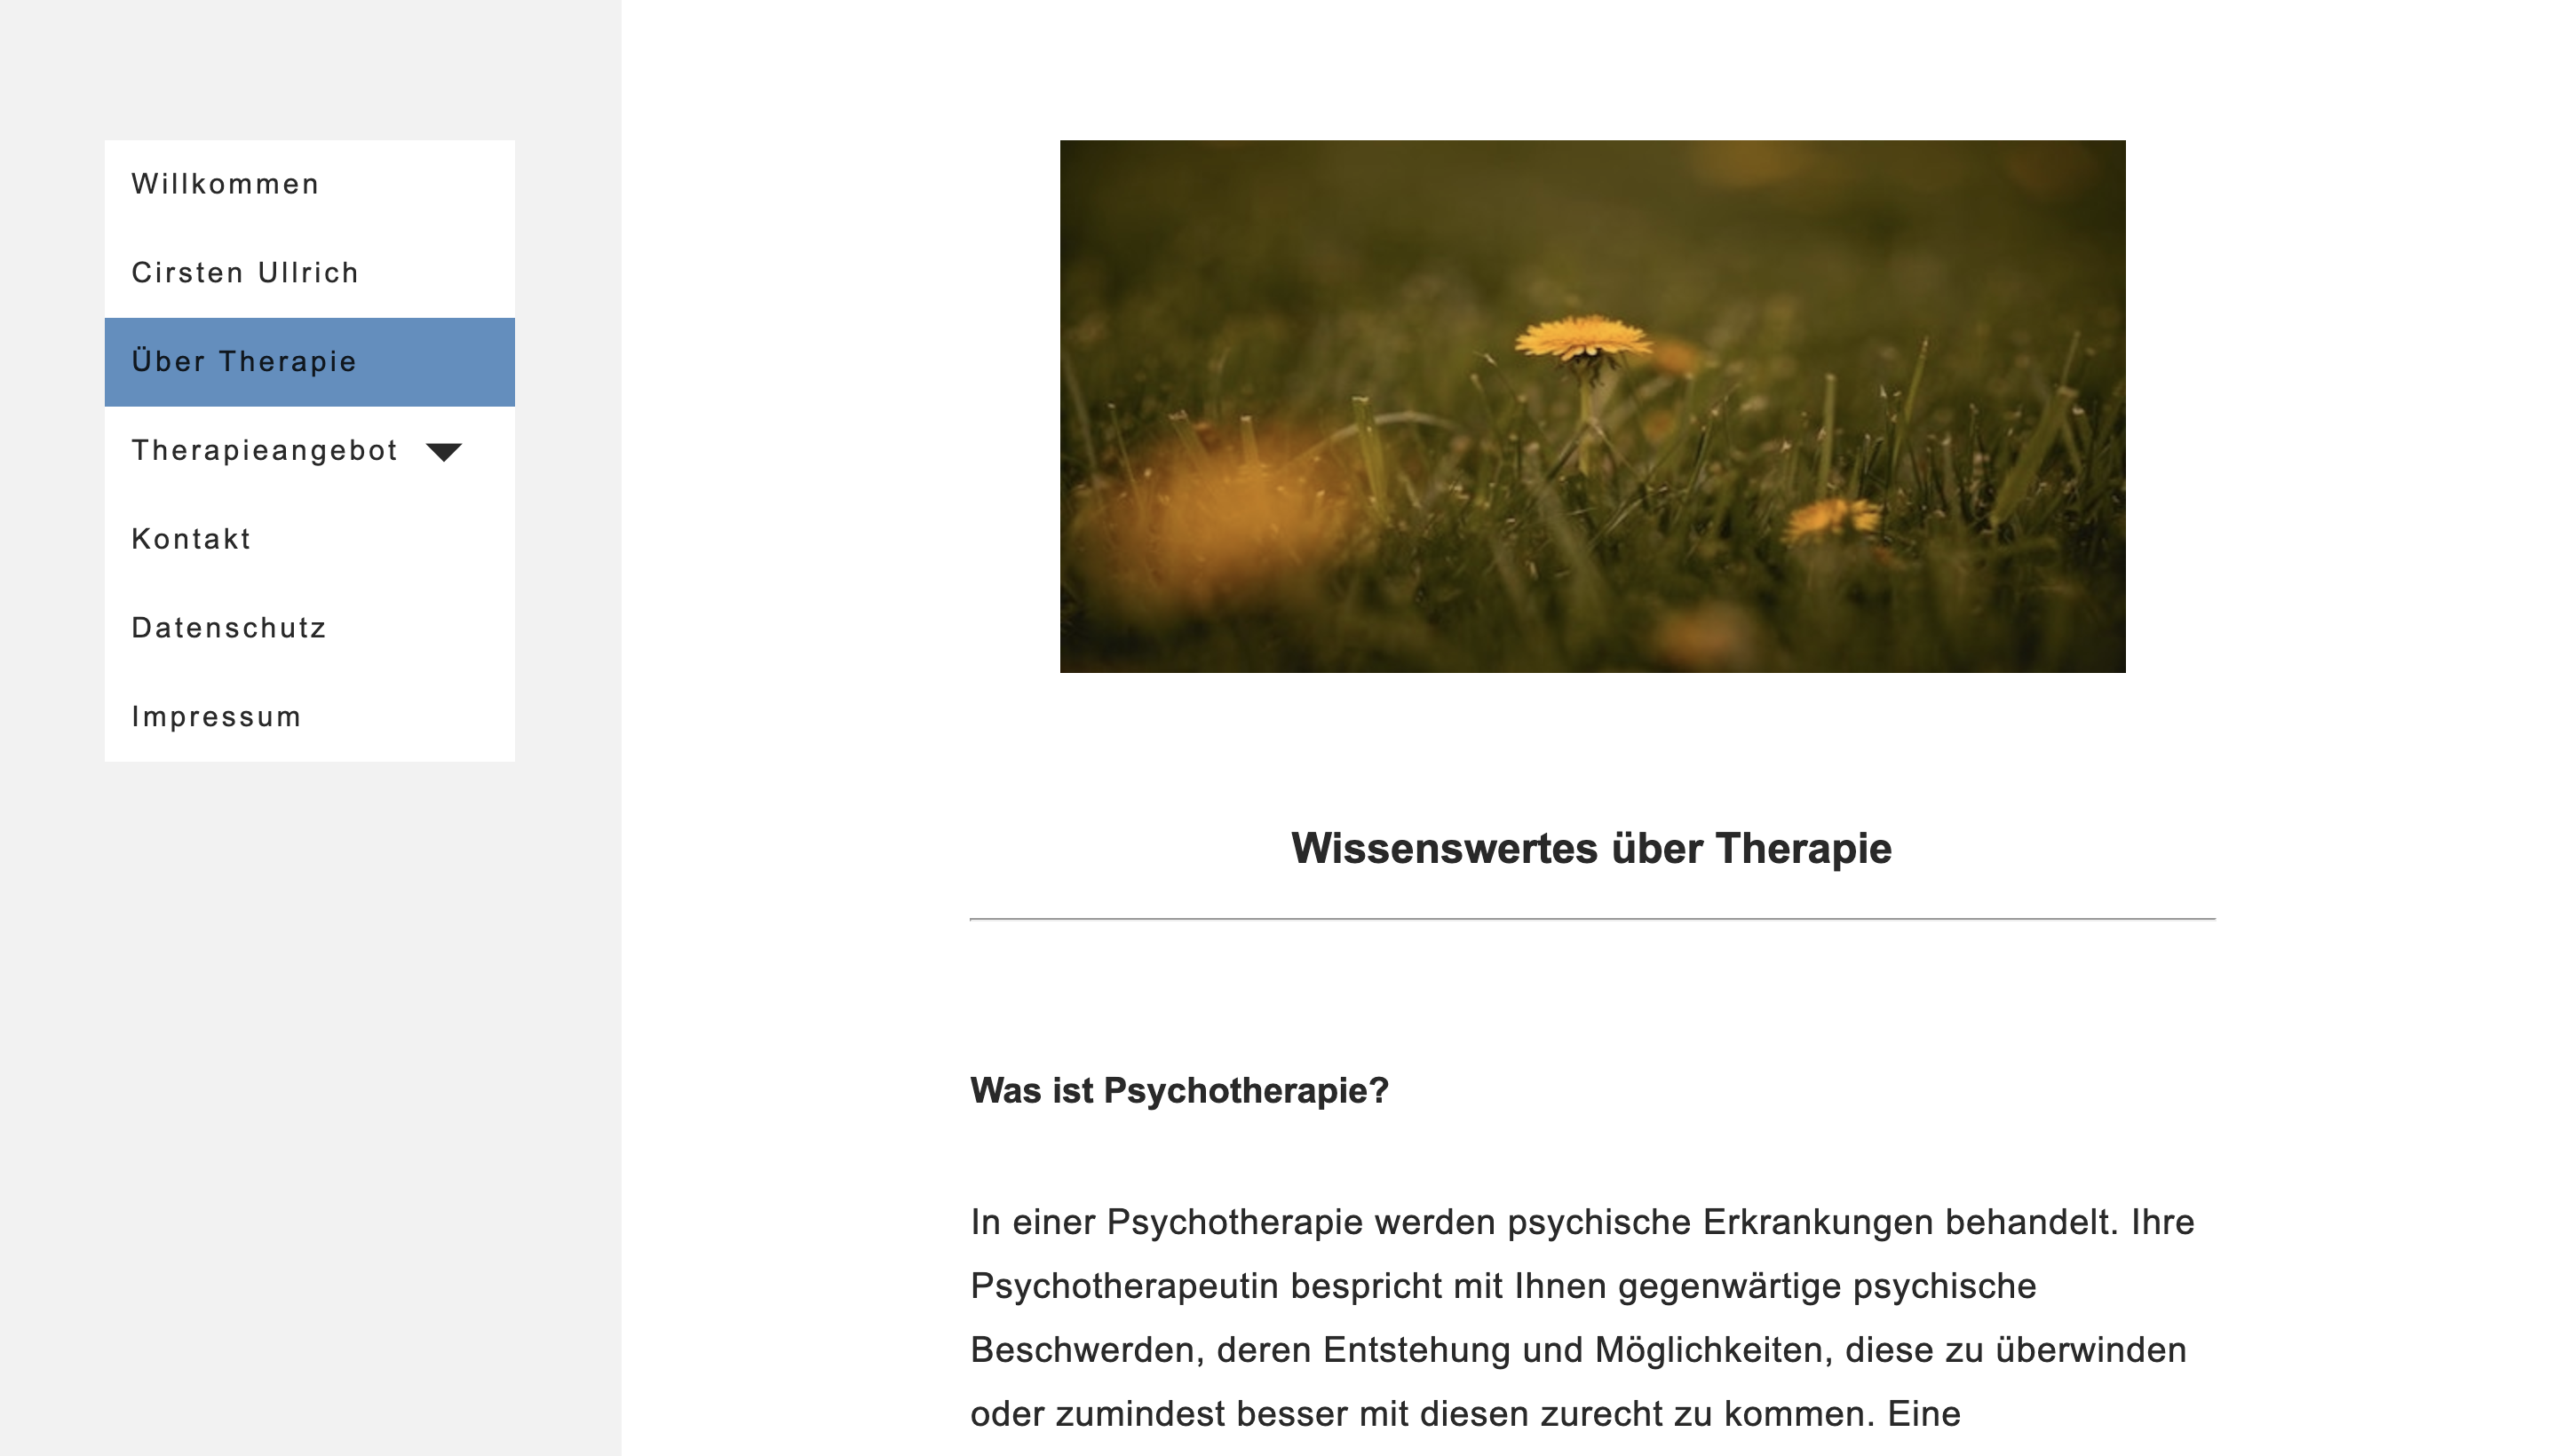 Willkommen
Cirsten Ullrich
Über Therapie
Therapieangebot
Kontakt
Datenschutz
Impressum
Wissenswertes über Therapie
Was ist Psychotherapie?
In einer Psychotherapie werden psychische Erkrankungen behandelt. Ihre
Psychotherapeutin bespricht mit Ihnen gegenwärtige psychische
Beschwerden, deren Entstehung und Möglichkeiten, diese zu überwinden
oder zumindest besser mit diesen zurecht zu kommen. Eine